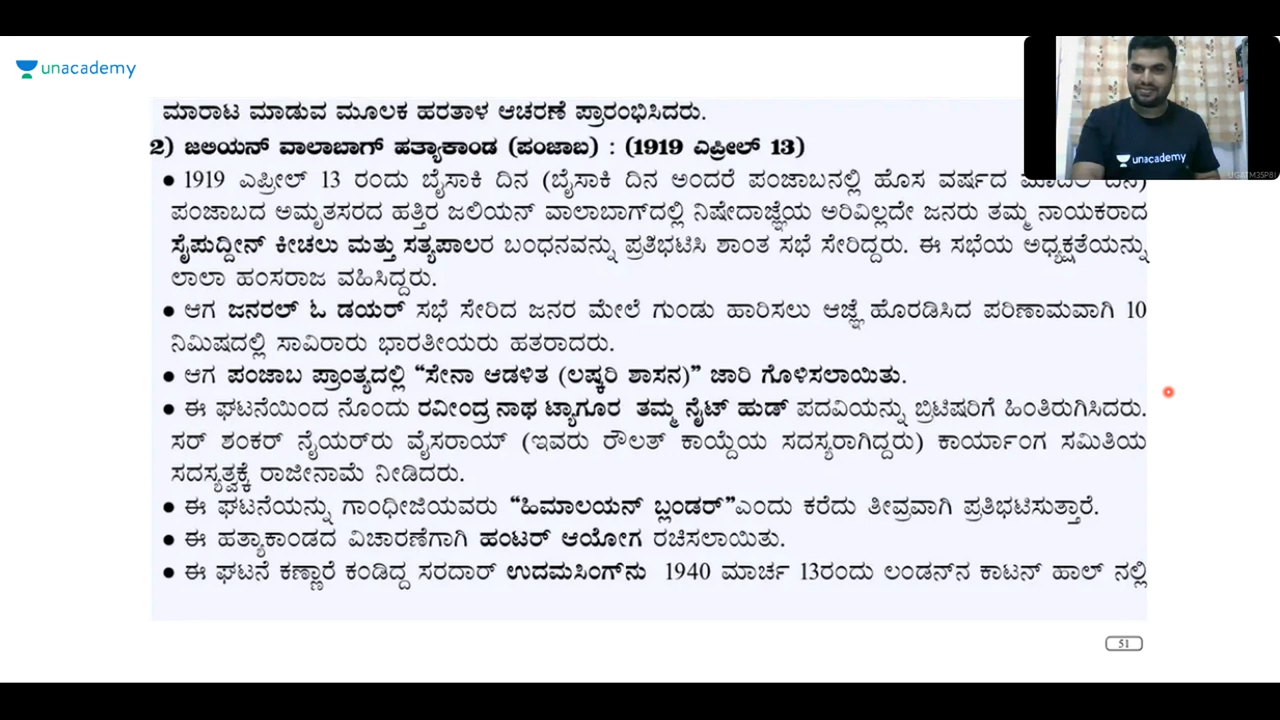 unacademy
ಮಾರಾಟ ಮಾಡುವ ಮೂಲಕ ಹರತಾಳ ಆಚರಣೆ ಪ್ರಾರಂಭಿಸಿದರು.
2) ಜಲಿಯನ್ ವಾಲಾಬಾಗ್ ಹತ್ಯಾಕಾಂಡ (ಪಂಜಾಬ) : (1919 ಎಪ್ರೀಲ್ 13)
unacademy
● 1919 ಎಪ್ರೀಲ್ 13 ರಂದು ಬೈಸಾಕಿ ದಿನ (ಬೈಸಾಕಿ ದಿನ ಅಂದರೆ ಪಂಜಾಬನಲ್ಲಿ ಹೊಸ ವರ್ಷದ ಮೊದಲ ದಿನ)
ಪಂಜಾಬದ ಅಮೃತಸರದ ಹತ್ತಿರ ಜಲಿಯನ್ ವಾಲಾಬಾಗ್‌ದಲ್ಲಿ ನಿಷೇದಾಜ್ಞೆಯ ಅರಿವಿಲ್ಲದೇ ಜನರು ತಮ್ಮ ನಾಯಕರಾದ
ಸೈಪುದ್ದೀನ್ ಕೀಚಲು ಮತ್ತು ಸತ್ಯಪಾಲರ ಬಂಧನವನ್ನು ಪ್ರತಿಭಟಿಸಿ ಶಾಂತ ಸಭೆ ಸೇರಿದ್ದರು. ಈ ಸಭೆಯ ಅಧ್ಯಕ್ಷತೆಯನ್ನು
ಲಾಲಾ ಹಂಸರಾಜ ವಹಿಸಿದ್ದರು.
● ಆಗ ಜನರಲ್ ಓ ಡಯರ್ ಸಭೆ ಸೇರಿದ ಜನರ ಮೇಲೆ ಗುಂಡು ಹಾರಿಸಲು ಆಜ್ಞೆ ಹೊರಡಿಸಿದ ಪರಿಣಾಮವಾಗಿ 10
ನಿಮಿಷದಲ್ಲಿ ಸಾವಿರಾರು ಭಾರತೀಯರು ಹತರಾದರು.
● ಆಗ ಪಂಜಾಬ ಪ್ರಾಂತ್ಯದಲ್ಲಿ “ಸೇನಾ ಆಡಳಿತ (ಲಷ್ಕರಿ ಶಾಸನ)” ಜಾರಿ ಗೊಳಿಸಲಾಯಿತು.
● ಈ ಘಟನೆಯಿಂದ ನೊಂದು ರವೀಂದ್ರ ನಾಥ ಟ್ಯಾಗೂರ ತಮ್ಮ ನೈಟ್ ಹುಡ್ ಪದವಿಯನ್ನು ಬ್ರಿಟಿಷರಿಗೆ ಹಿಂತಿರುಗಿಸಿದರು.
ಸರ್ ಶಂಕರ್ ನೈಯರ್‌ರು ವೈಸರಾಯ್ (ಇವರು ರೌಲತ್ ಕಾಯ್ದೆಯ ಸದಸ್ಯರಾಗಿದ್ದರು) ಕಾರ್ಯಾಂಗ ಸಮಿತಿಯ
ಸದಸ್ಯತ್ವಕ್ಕೆ ರಾಜೀನಾಮೆ ನೀಡಿದರು.
● ಈ ಘಟನೆಯನ್ನು ಗಾಂಧೀಜಿಯವರು “ಹಿಮಾಲಯನ್ ಬ್ಲಂಡರ್”ಎಂದು ಕರೆದು ತೀವ್ರವಾಗಿ ಪ್ರತಿಭಟಿಸುತ್ತಾರೆ.
● ಈ ಹತ್ಯಾಕಾಂಡದ ವಿಚಾರಣೆಗಾಗಿ ಹಂಟರ್ ಆಯೋಗ ರಚಿಸಲಾಯಿತು.
● ಈ ಘಟನೆ ಕಣ್ಣಾರೆ ಕಂಡಿದ್ದ ಸರದಾರ್ ಉದಮಸಿಂಗ್‌ನು 1940 ಮಾರ್ಚ 13ರಂದು ಲಂಡನ್‌ನ ಕಾಟನ್ ಹಾಲ್ ನಲ್ಲಿ
51